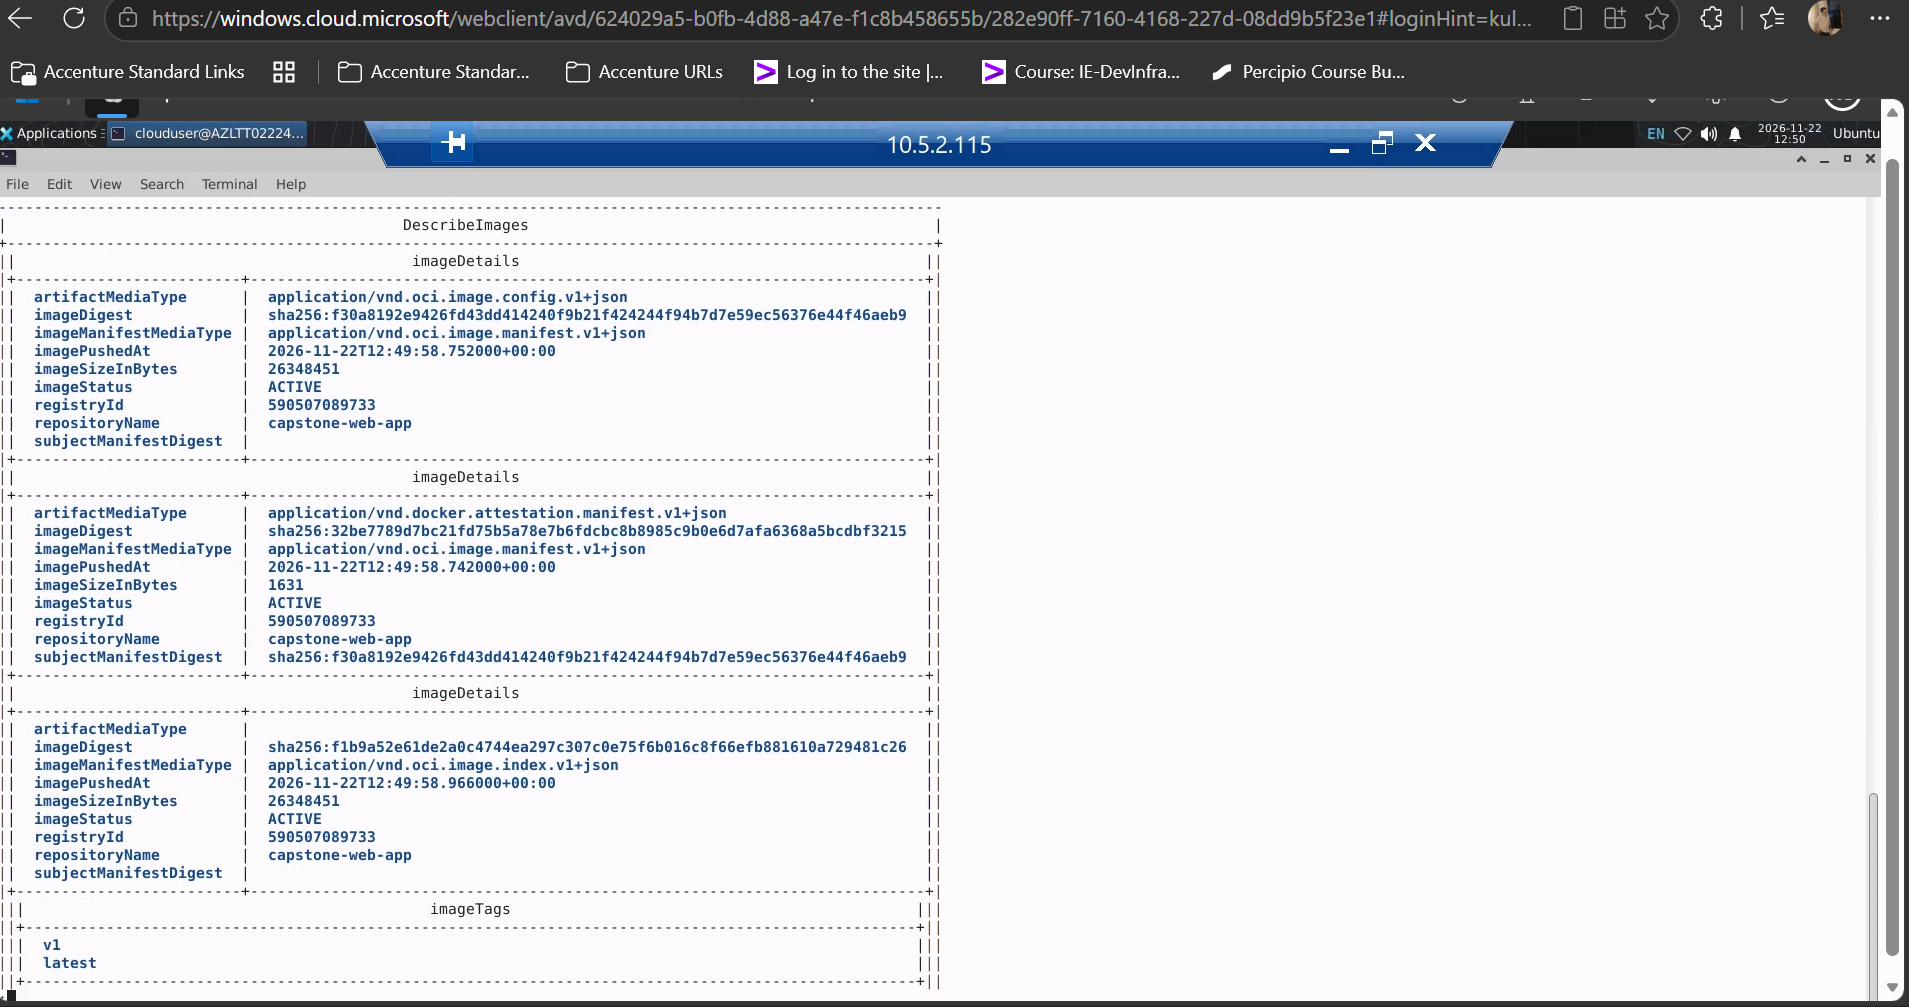 https://windows.cloud.microsoft/webclient/avd/624029a5-b0fb-4d88-a47e-f1c8b458655b/282e90ff-7160-4168-227d-08dd9b5f23e1#loginHint=kul...
Accenture Standard Links
Accenture Standar...
Accenture URLs
Log in to the site |...
Course: IE-DevInfra...
Percipio Course Bu...
Applications
clouduser@AZLTT02224...
10.5.2.115
EN
2026-11-22
12:50
Ubuntu
File Edit View Search Terminal Help
DescribeImages
imageDetails
artifactMediaType | application/vnd.oci.image.config.v1+json
imageDigest | sha256:f30a8192e9426fd43dd414240f9b21f424244f94b7d7e59ec56376e44f46aeb9
imageManifestMediaType | application/vnd.oci.image.manifest.v1+json
imagePushedAt | 2026-11-22T12:49:58.752000+00:00
imageSizeInBytes | 26348451
imageStatus | ACTIVE
registryId | 590507089733
repositoryName | capstone-web-app
subjectManifestDigest |
imageDetails
artifactMediaType | application/vnd.docker.attestation.manifest.v1+json
imageDigest | sha256:32be7789d7bc21fd75b5a78e7b6fdcbc8b8985c9b0e6d7afa6368a5bcdbf3215
imageManifestMediaType | application/vnd.oci.image.manifest.v1+json
imagePushedAt | 2026-11-22T12:49:58.742000+00:00
imageSizeInBytes | 1631
imageStatus | ACTIVE
registryId | 590507089733
repositoryName | capstone-web-app
subjectManifestDigest | sha256:f30a8192e9426fd43dd414240f9b21f424244f94b7d7e59ec56376e44f46aeb9
imageDetails
artifactMediaType |
imageDigest | sha256:f1b9a52e61de2a0c4744ea297c307c0e75f6b016c8f66efb881610a729481c26
imageManifestMediaType | application/vnd.oci.image.index.v1+json
imagePushedAt | 2026-11-22T12:49:58.966000+00:00
imageSizeInBytes | 26348451
imageStatus | ACTIVE
registryId | 590507089733
repositoryName | capstone-web-app
subjectManifestDigest |
imageTags
v1
latest